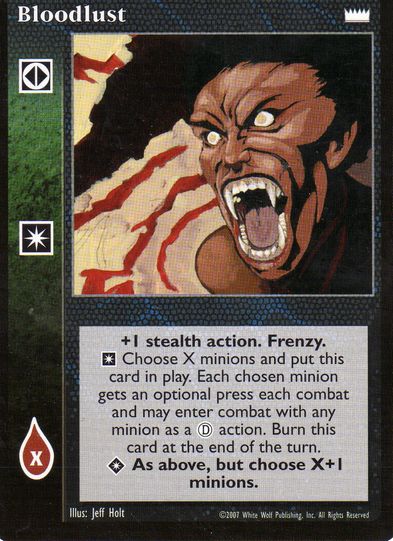 Bloodlust
+1 stealth action. Frenzy.
Choose X minions and put this
card in play. Each chosen minion
gets an optional press each combat
and may enter combat with any
minion as a Ⓓ action. Burn this
card at the end of the turn.
As above, but choose X+1
minions.
X
Illus: Jeff Holt ©2007 White Wolf Publishing, Inc. All Rights Reserved